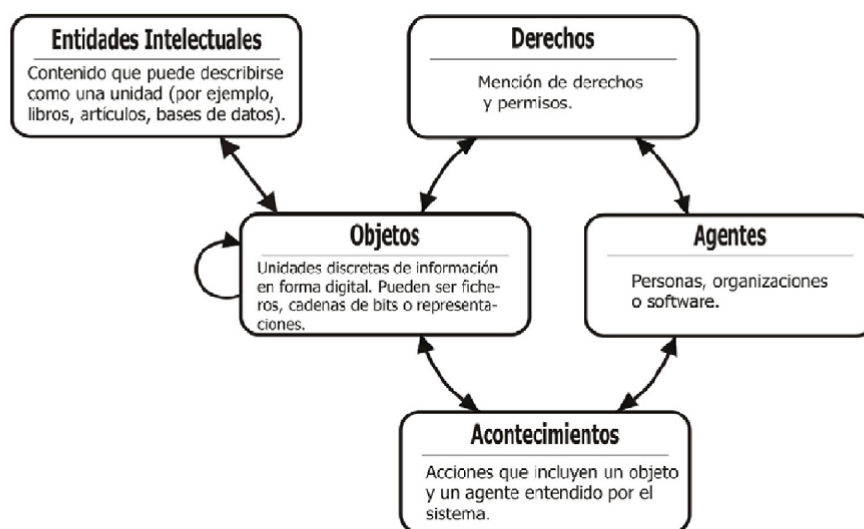 Entidades Intelectuales
Contenido que puede describirse
como una unidad (por ejemplo,
libros, artículos, bases de datos).
Derechos
Mención de derechos
y permisos.
Objetos
Unidades discretas de información
en forma digital. Pueden ser fiche-
ros, cadenas de bits o representa-
ciones.
Agentes
Personas, organizaciones
o software.
Acontecimientos
Acciones que incluyen un objeto
y un agente entendido por el
sistema.